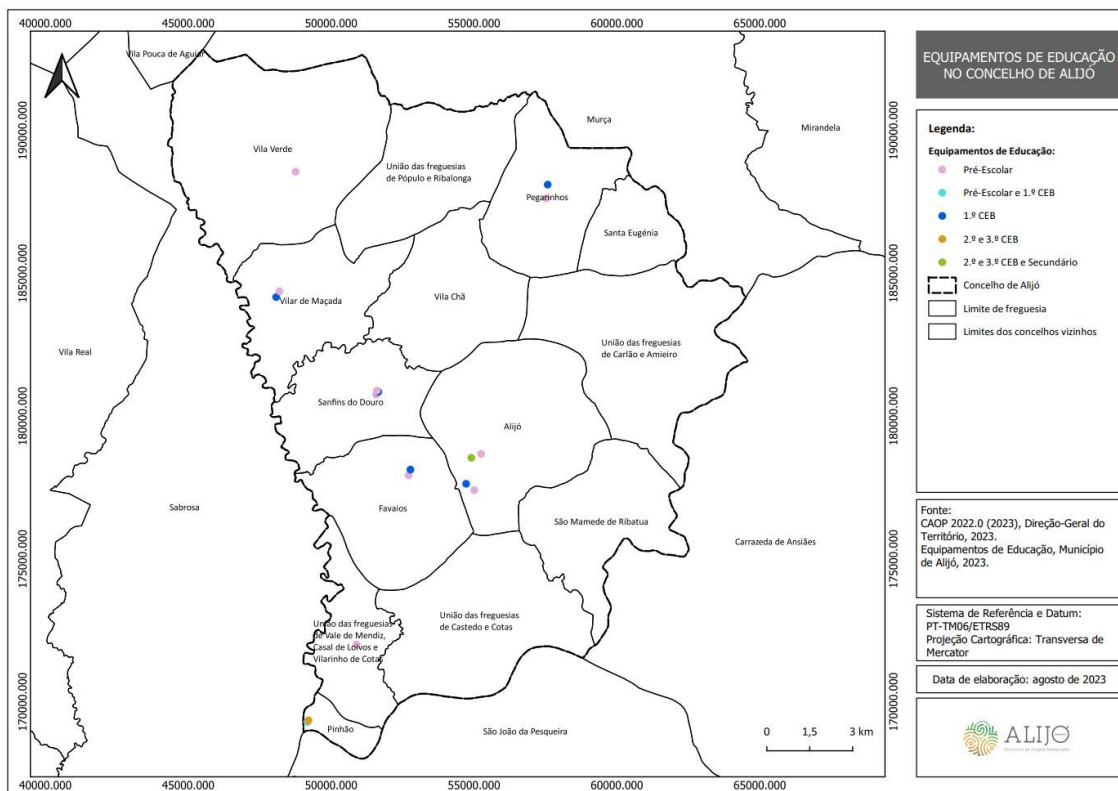 40000.000 45000.000 50000.000 55000.000 60000.000 65000.000
190000.000
185000.000
180000.000
175000.000
170000.000
Vila Pouca de Aguiar
Murça
Mirandela
Vila Verde
União das freguesias
de Pópulo e Ribalonga
Pegarinhos
Santa Eugénia
Vilar de Maçada
Vila Chã
Vila Real
União das freguesias
de Carlão e Amieiro
Sanfins do Douro
Alijó
Sabrosa
Favaios
São Mamede de Ribatua
Carrazeda de Ansiães
União das freguesias
de Vale de Mendiz,
Casal de Loivos e
Vilarinho de Cotas
União das freguesias
de Castedo e Cotas
Pinhão
São João da Pesqueira
0 1,5 3 km
190000.000
185000.000
180000.000
175000.000
170000.000
40000.000 45000.000 50000.000 55000.000 60000.000 65000.000
EQUIPAMENTOS DE EDUCAÇÃO
NO CONCELHO DE ALIJÓ
Legenda:
Equipamentos de Educação:
Pré-Escolar
Pré-Escolar e 1.º CEB
1.º CEB
2.º e 3.º CEB
2.º e 3.º CEB e Secundário
Concelho de Alijó
Limite de freguesia
Limites dos concelhos vizinhos
Fonte:
CAOP 2022.0 (2023), Direção-Geral do
Território, 2023.
Equipamentos de Educação, Município
de Alijó, 2023.
Sistema de Referência e Datum:
PT-TM06/ETRS89
Projeção Cartográfica: Transversa de
Mercator
Data de elaboração: agosto de 2023
ALIJÓ